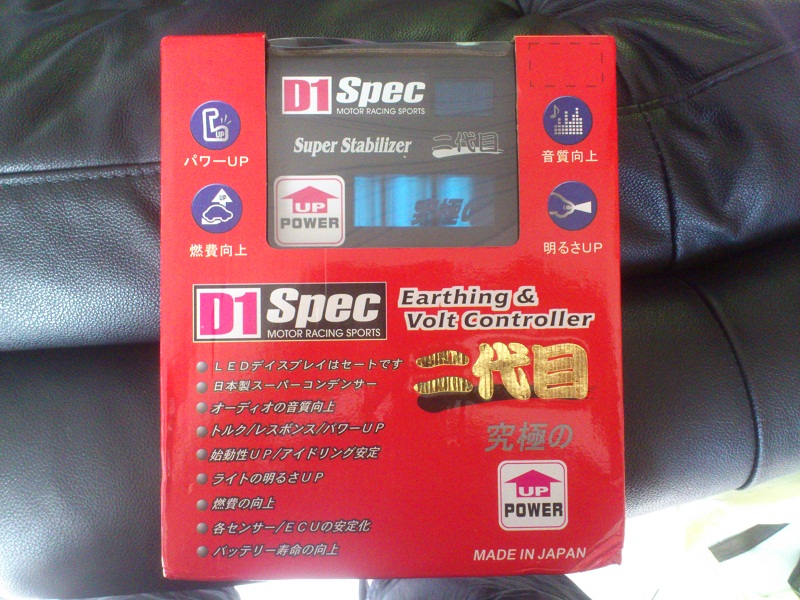 D1 Spec
MOTOR RACING SPORTS
Super Stabilizer 二代目
UP
POWER
究極の
UP
パワーUP
燃費向上
音質向上
明るさUP
D1 Spec
MOTOR RACING SPORTS
Earthing &
Volt Controller
二代目
究極の
UP
POWER
ＬＥＤデイスプレイはセートです
日本製スーパーコンデンサー
オーディオの音質向上
トルク/レスポンス/パワーＵＰ
始動性ＵＰ/アイドリング安定
ライトの明るさＵＰ
燃費の向上
各センサー/ＥＣＵの安定化
バッテリー寿命の向上
MADE IN JAPAN